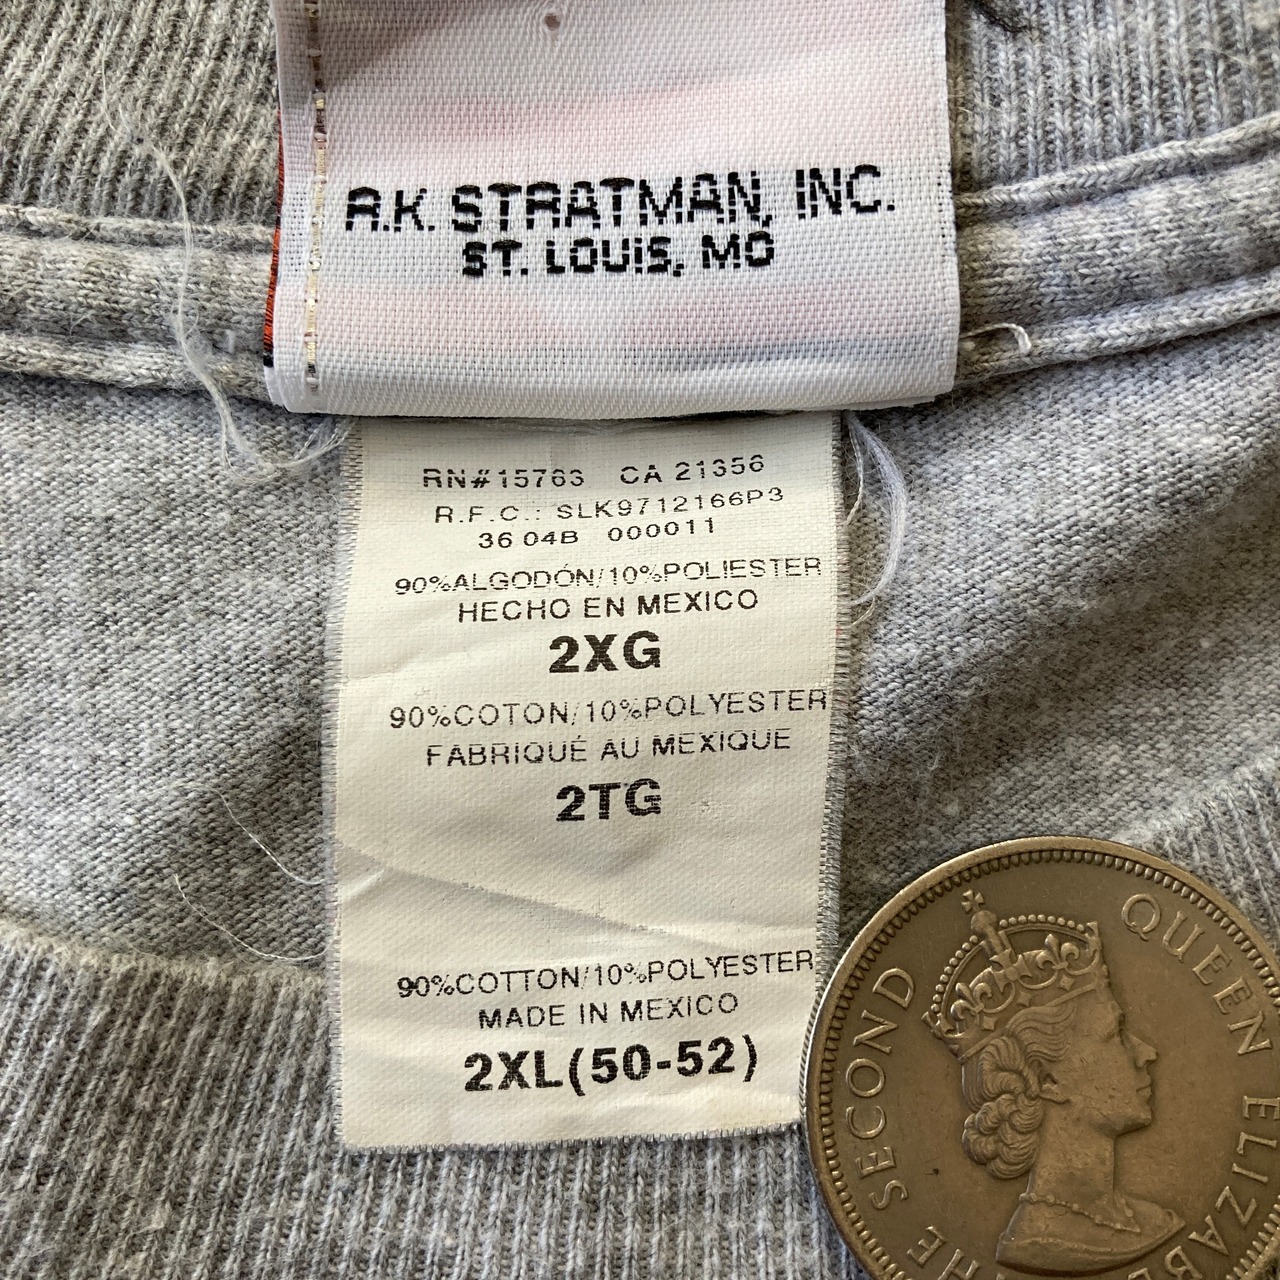 R.K. STRATMAN, INC.
ST. LOUIS, MO
RN#15763 CA 21356
R.F.C.: SLK9712166P3
36 04B 000011
90%ALGODÓN/10%POLIESTER
HECHO EN MEXICO
2XG
90%COTON/10%POLYESTER
FABRIQUÉ AU MEXIQUE
2TG
90%COTTON/10%POLYESTER
MADE IN MEXICO
2XL(50-52)
QUEEN ELIZABE
THE SECOND